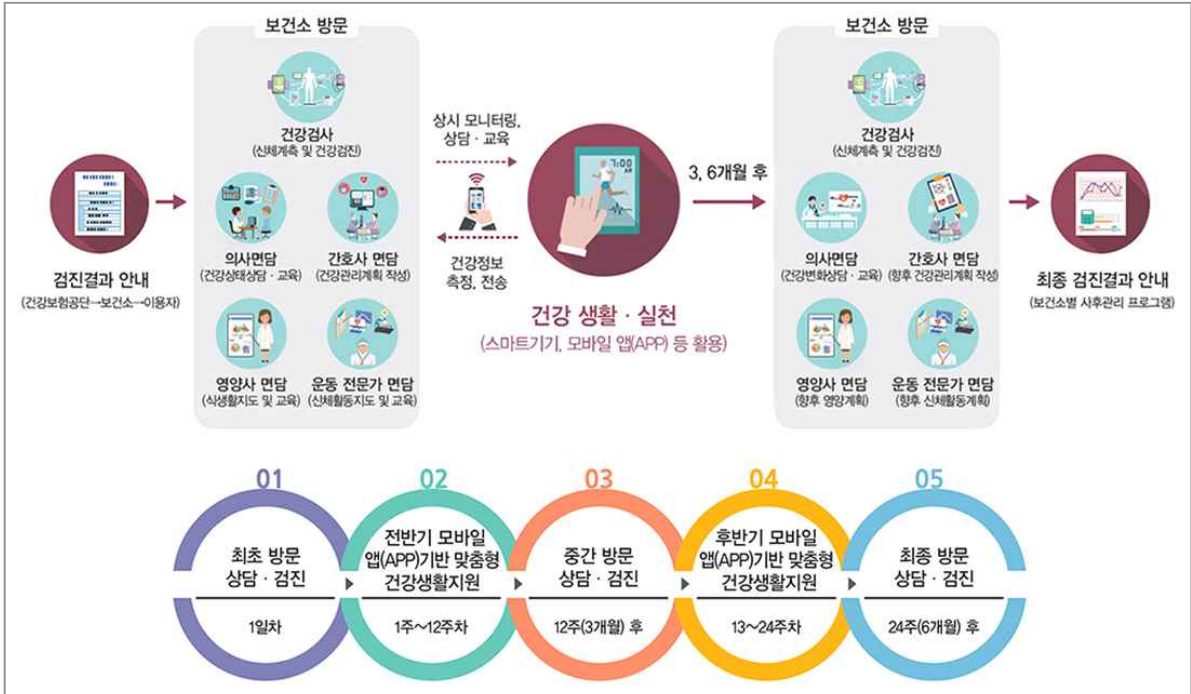 검진결과 안내
(건강보험공단→보건소→이용자)
보건소 방문
건강검사
(신체계측 및 건강검진)
의사면담
(건강상태상담 · 교육)
간호사 면담
(건강관리계획 작성)
영양사 면담
(식생활지도 및 교육)
운동 전문가 면담
(신체활동지도 및 교육)
상시 모니터링,
상담 · 교육
건강정보
측정, 전송
7:00
건강 생활 · 실천
(스마트기기, 모바일 앱(APP) 등 활용)
3, 6개월 후
보건소 방문
건강검사
(신체계측 및 건강검진)
의사면담
(건강변화상담 · 교육)
간호사 면담
(향후 건강관리계획 작성)
영양사 면담
(향후 영양계획)
운동 전문가 면담
(향후 신체활동계획)
최종 검진결과 안내
(보건소별 사후관리 프로그램)
01
최초 방문
상담 · 검진
1일차
02
전반기 모바일
앱(APP)기반 맞춤형
건강생활지원
1주~12주차
03
중간 방문
상담 · 검진
12주(3개월) 후
04
후반기 모바일
앱(APP)기반 맞춤형
건강생활지원
13~24주차
05
최종 방문
상담 · 검진
24주(6개월) 후